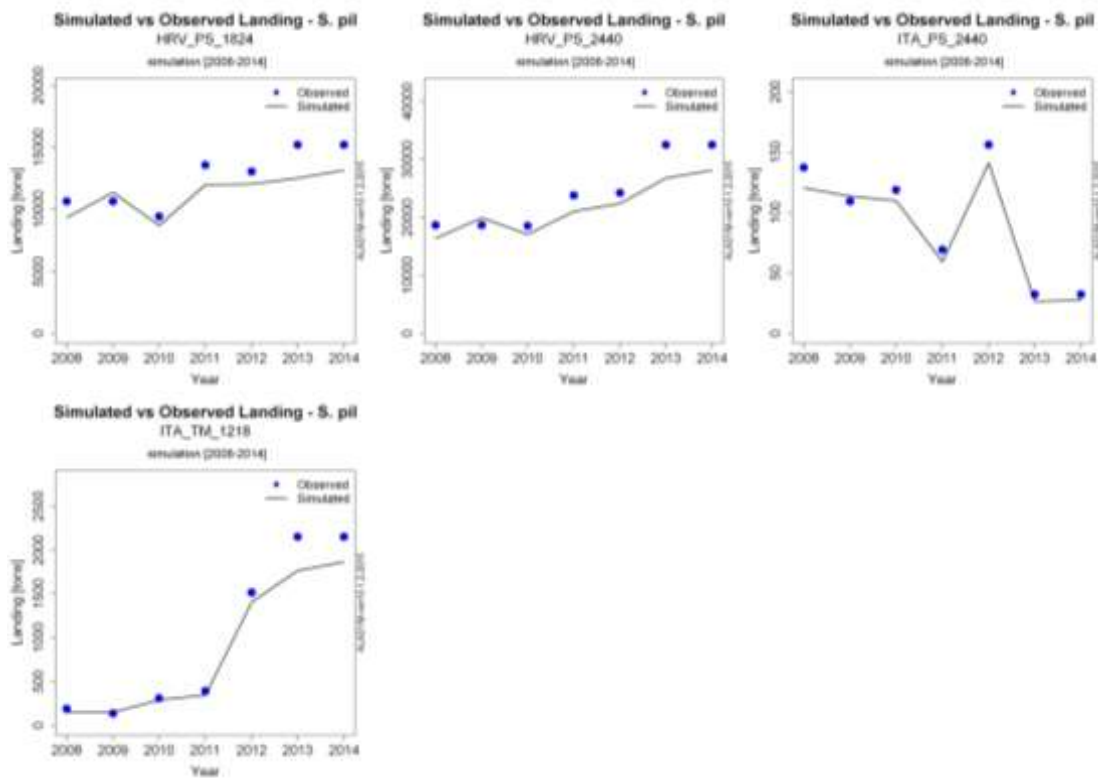 Simulated vs Observed Landing - S. pil
HRV_PS_1824
simulation [2008-2014]
Observed
Simulated
Landing [tons]
20000
15000
10000
5000
0
2008 2009 2010 2011 2012 2013 2014
Year
Simulated vs Observed Landing - S. pil
HRV_PS_2440
simulation [2008-2014]
Observed
Simulated
Landing [tons]
40000
30000
20000
10000
0
2008 2009 2010 2011 2012 2013 2014
Year
Simulated vs Observed Landing - S. pil
ITA_PS_2440
simulation [2008-2014]
Observed
Simulated
Landing [tons]
200
150
100
50
0
2008 2009 2010 2011 2012 2013 2014
Year
Simulated vs Observed Landing - S. pil
ITA_TM_1218
simulation [2008-2014]
Observed
Simulated
Landing [tons]
2500
2000
1500
1000
500
0
2008 2009 2010 2011 2012 2013 2014
Year